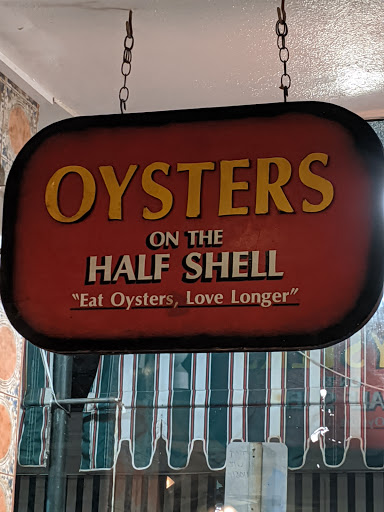 OYSTERS
ON THE
HALF SHELL
"Eat Oysters, Love Longer"